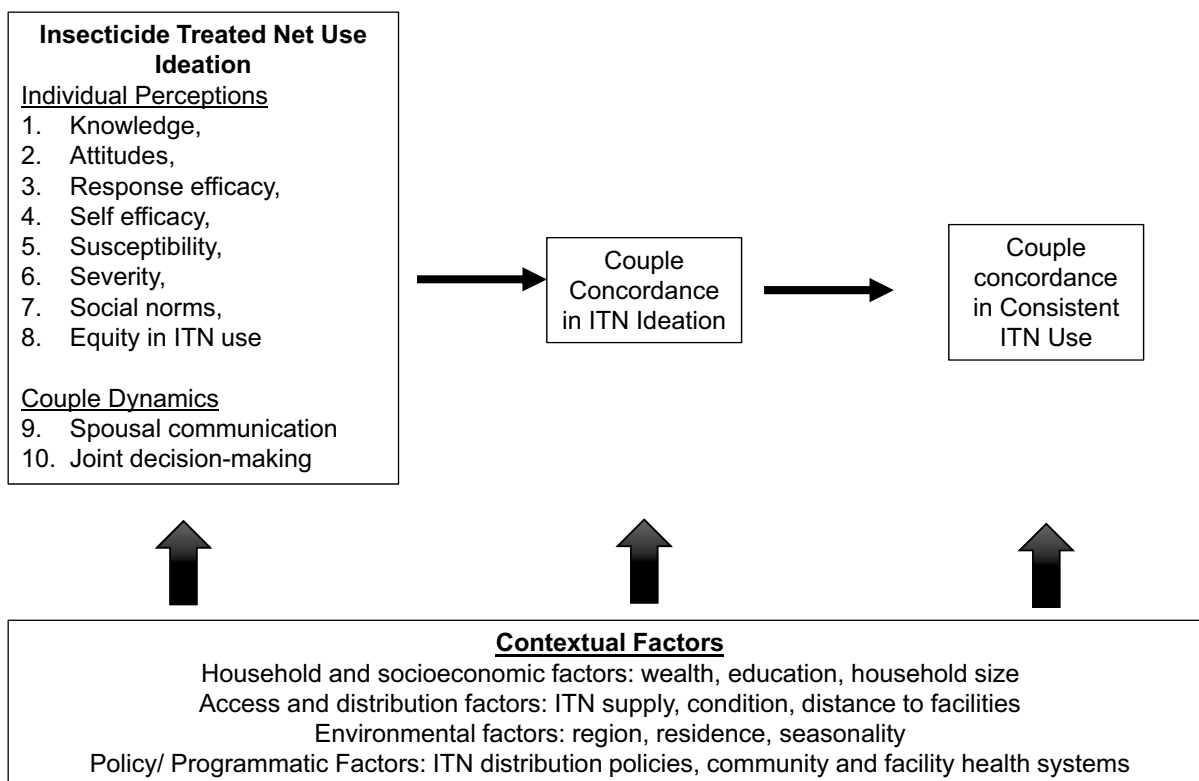 Insecticide Treated Net Use
Ideation
Individual Perceptions
1. Knowledge,
2. Attitudes,
3. Response efficacy,
4. Self efficacy,
5. Susceptibility,
6. Severity,
7. Social norms,
8. Equity in ITN use
Couple Dynamics
9. Spousal communication
10. Joint decision-making
Couple
Concordance
in ITN Ideation
Couple
concordance
in Consistent
ITN Use
Contextual Factors
Household and socioeconomic factors: wealth, education, household size
Access and distribution factors: ITN supply, condition, distance to facilities
Environmental factors: region, residence, seasonality
Policy/ Programmatic Factors: ITN distribution policies, community and facility health systems